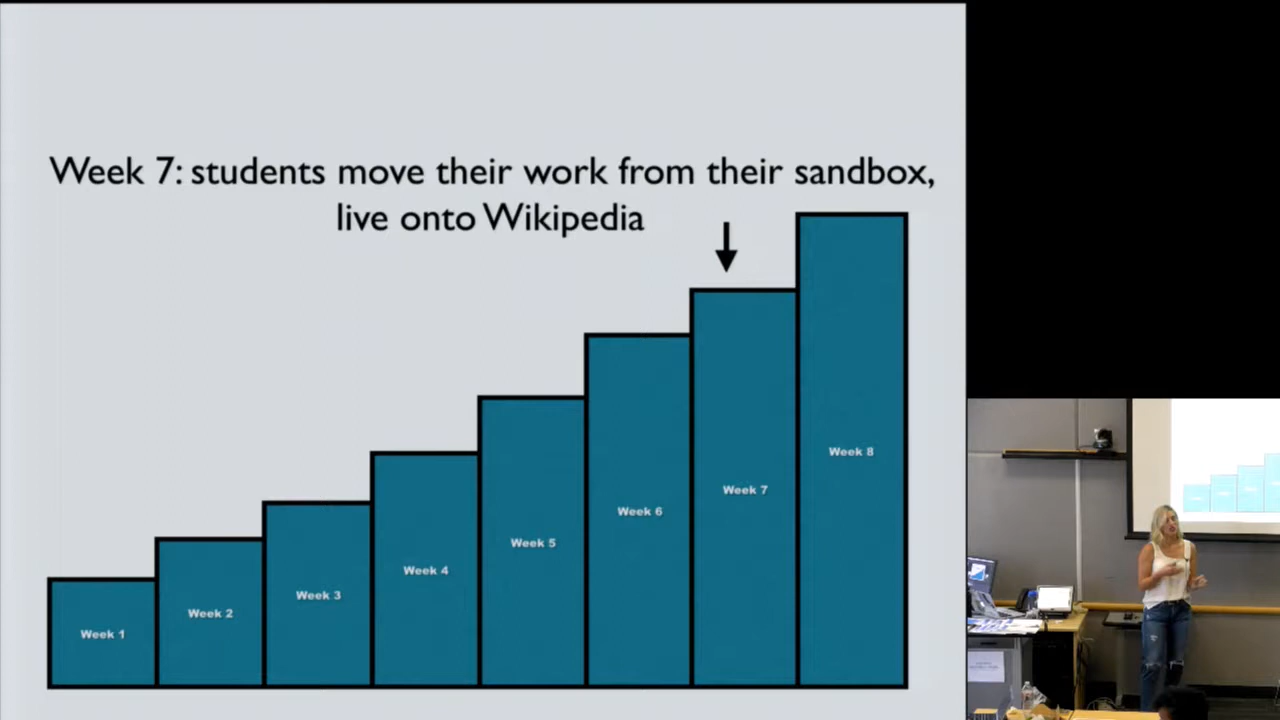 Week 7: students move their work from their sandbox,
live onto Wikipedia
Week 8
Week 7
Week 6
Week 5
Week 4
Week 3
Week 2
Week 1